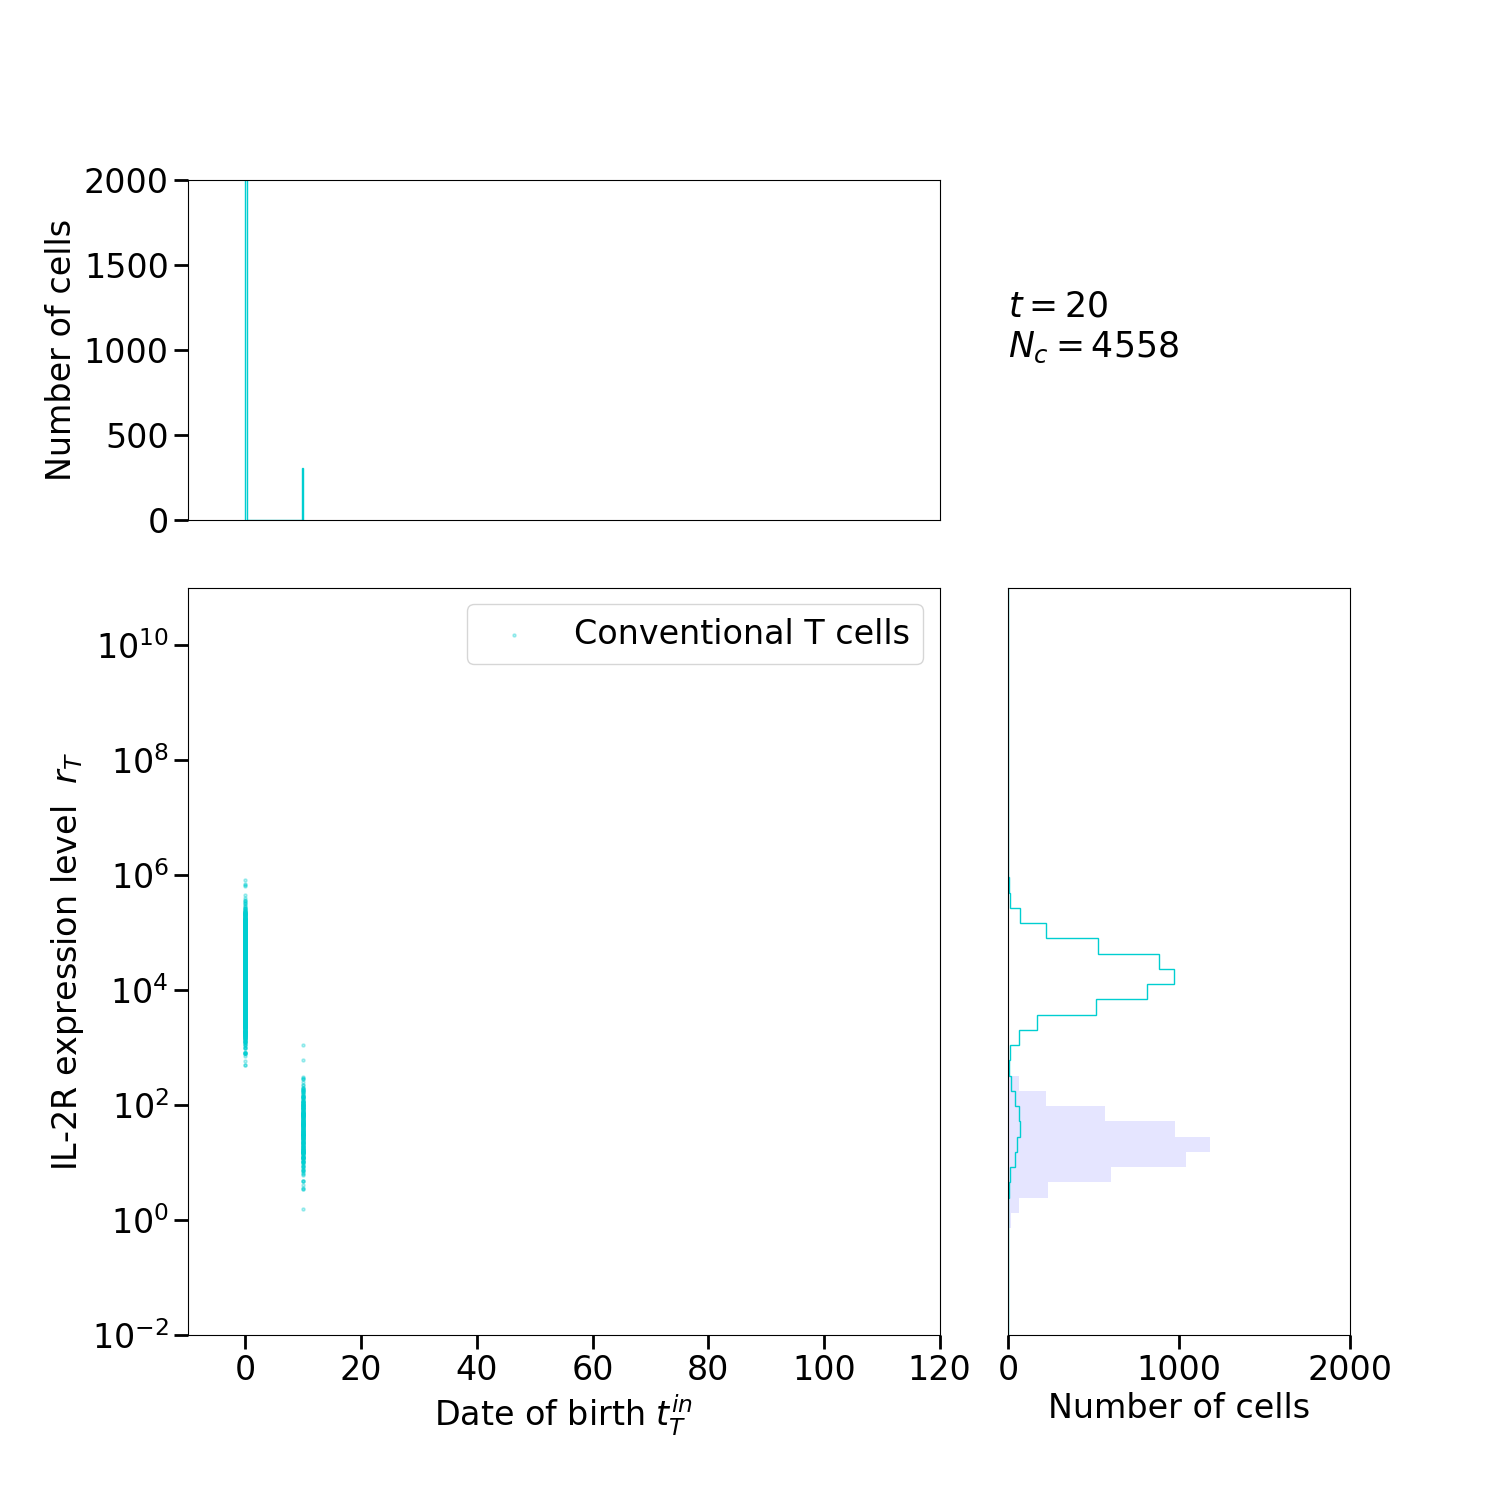 2000
1500
1000
500
0
Number of cells
t = 20
N_c = 4558
Conventional T cells
10^10
10^8
10^6
10^4
10^2
10^0
10^−2
IL-2R expression level r_T
0 20 40 60 80 100 120
Date of birth t_T^in
0 1000 2000
Number of cells